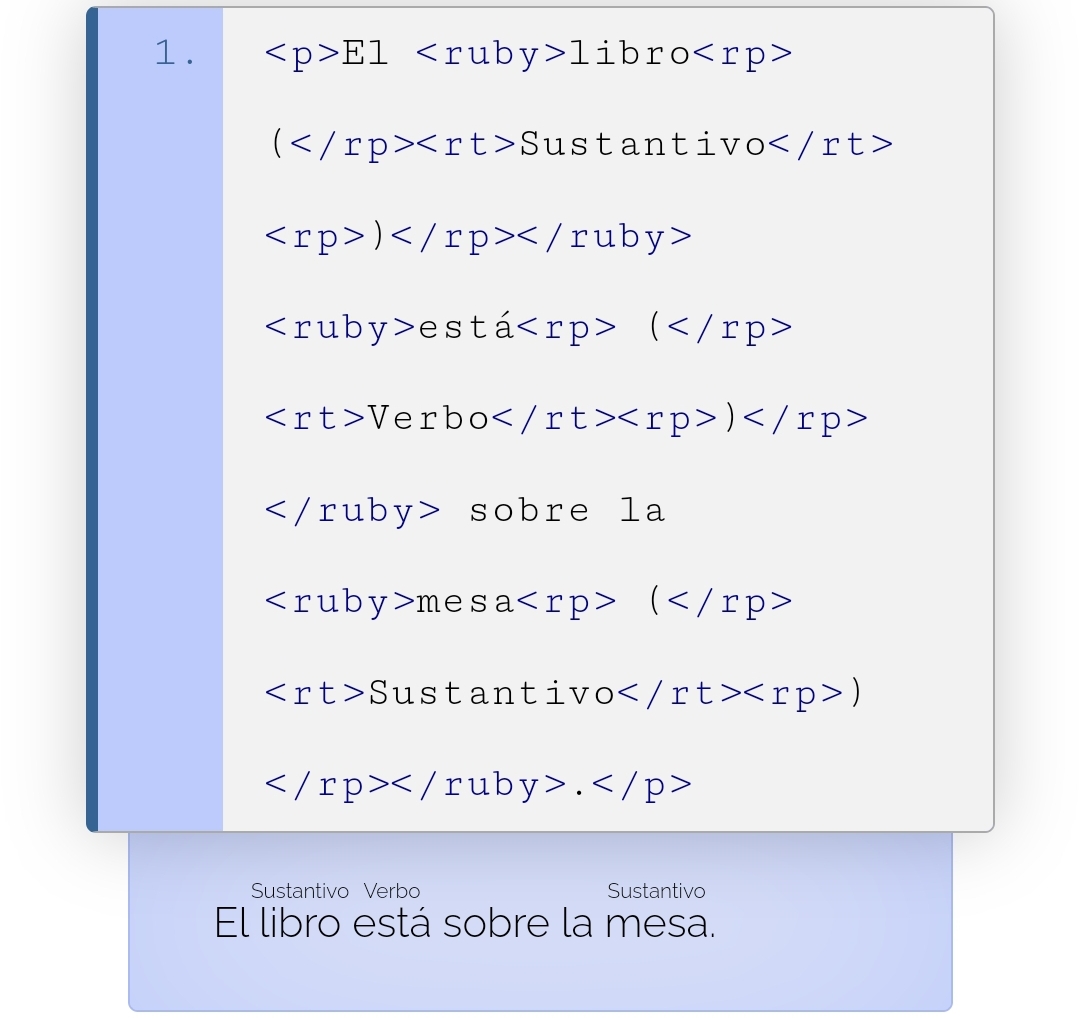 1. <p>El <ruby>libro<rp>
(</rp><rt>Sustantivo</rt>
<rp>)</rp></ruby>
<ruby>está<rp> (</rp>
<rt>Verbo</rt><rp>)</rp>
</ruby> sobre la
<ruby>mesa<rp> (</rp>
<rt>Sustantivo</rt><rp>)
</rp></ruby>.</p>
Sustantivo Verbo Sustantivo
El libro está sobre la mesa.